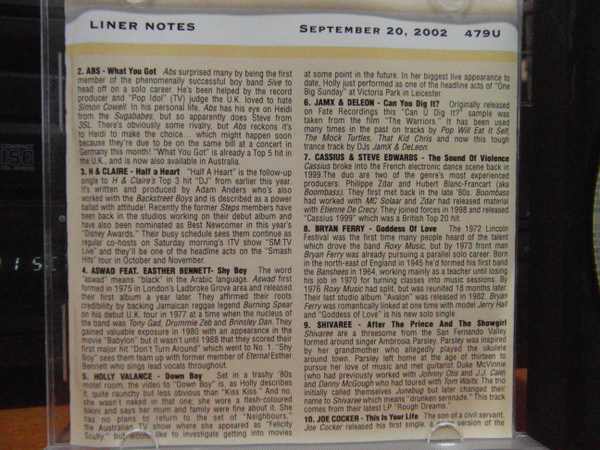 LINER NOTES
SEPTEMBER 20, 2002 479U
2. ABS - What You Got Abs surprised many by being the first
member of the phenomenally successful boy band 5ive to
head off on a solo career. He's been helped by the record
producer and "Pop Idol" (TV) judge the U.K. loved to hate
Simon Cowell. In his personal life, Abs has his eye on Heidi
from the Sugababes, but so apparently does Steve from
3SL. There's obviously some rivalry, but Abs reckons it's
to Heidi to make the choice... which might happen soon
because they're due to be on the same bill at a concert in
Germany this month! "What You Got" is already a Top 5 hit in
the U.K., and is now also available in Australia.
3. H & CLAIRE - Half a Heart "Half A Heart" is the follow-up
single to H & Claire's Top 3 hit "DJ" from earlier this year.
It's written and produced by Adam Anders who's also
worked with the Backstreet Boys and is described as a power
ballad with attitude! Recently the former Steps members have
been back in the studios working on their debut album and
have also been nominated as Best Newcomer in this year's
"Disney Awards." Their busy schedule sees them continue as
regular co-hosts on Saturday morning's ITV show "SM:TV
Live" and they'll be one of the headline acts on the "Smash
Hits" tour in October and November.
4. ASWAD FEAT. EASTHER BENNETT- Shy Boy The word
"aswad" means "black" in the Arabic language. Aswad first
formed in 1975 in London's Ladbroke Grove area and released
their first album a year later. They affirmed their roots
credibility by backing Jamaican reggae legend Burning Spear
on his debut U.K. tour in 1977 at a time when the nucleus of
the band was Tony Gad, Drummie Zeb and Brinsley Dan. They
gained valuable exposure in 1980 with an appearance in the
movie "Babylon" but it wasn't until 1988 that they scored their
first major hit "Don't Turn Around" which went to No. 1. "Shy
Boy" sees them team up with former member of Eternal Esther
Bennett who sings lead vocals throughout.
5. HOLLY VALANCE - Down Boy Set in a trashy '80s
motel room, the video to "Down Boy" is, as Holly describes
it, quite raunchy but less obvious than "Kiss Kiss." And no,
she wasn't naked in that one; she wore a flesh-coloured
bikini and says her mum and family were fine about it. She
has no plans to return to the set of "Neighbours,"
the Australian TV show where she appeared as "Felicity
Scully," but would like to investigate getting into movies
at some point in the future. In her biggest live appearance to
date, Holly just performed as one of the headline acts of "One
Big Sunday" at Victoria Park in Leicester.
6. JAMX & DELEON - Can You Dig It? Originally released
on Fate Recordings this "Can U Dig It?" sample was
taken from the film "The Warriors." It has been used
many times in the past on tracks by Pop Will Eat It Self,
The Mock Turtles, That Kid Chris and now this tough
trance track by DJs JamX & DeLeon.
7. CASSIUS & STEVE EDWARDS - The Sound Of Violence
Cassius broke into the French electronic dance scene back in
1999.The duo are two of the genre's most experienced
producers: Philippe Zdar and Hubert Blanc-Francart (aka
Boombass). They first met back in the late '80s. Boombass
had worked with MC Solaar and Zdar had released material
with Etienne De Crecy. They joined forces in 1998 and released
"Cassius 1999" which was a British Top 20 hit.
8. BRYAN FERRY - Goddess Of Love The 1972 Lincoln
Festival was the first time many people heard of the talent
which drove the band Roxy Music, but by 1973 front man
Bryan Ferry was already pursuing a parallel solo career. Born
in the north-east of England in 1945 he'd formed his first band
the Banshees in 1964, working mainly as a teacher until losing
his job in 1970 for turning classes into music sessions. By
1976 Roxy Music had split, but was reunited 18 months later.
Their last studio album "Avalon" was released in 1982. Bryan
Ferry was romantically linked at one time with model Jerry Hall
and "Goddess of Love" is his new solo single.
9. SHIVAREE - After The Prince And The Showgirl
Shivaree are a threesome from the San Fernando Valley
formed around singer Ambrosia Parsley. Parsley was inspired
by her grandmother who allegedly played the ukulele
around town. Parsley left home at the age of thirteen to
pursue her love of music and met guitarist Duke McVinnie
(who had previously worked with Johnny Otis and J.J. Cale)
and Danny McGough who had toured with Tom Waits. The trio
initially called themselves Junebug but later changed their
name to Shivaree which means "drunken serenade." This track
comes from their latest LP "Rough Dreams."
10. JOE COCKER - This Is Your Life The son of a civil servant,
Joe Cocker released his first single, a version of the